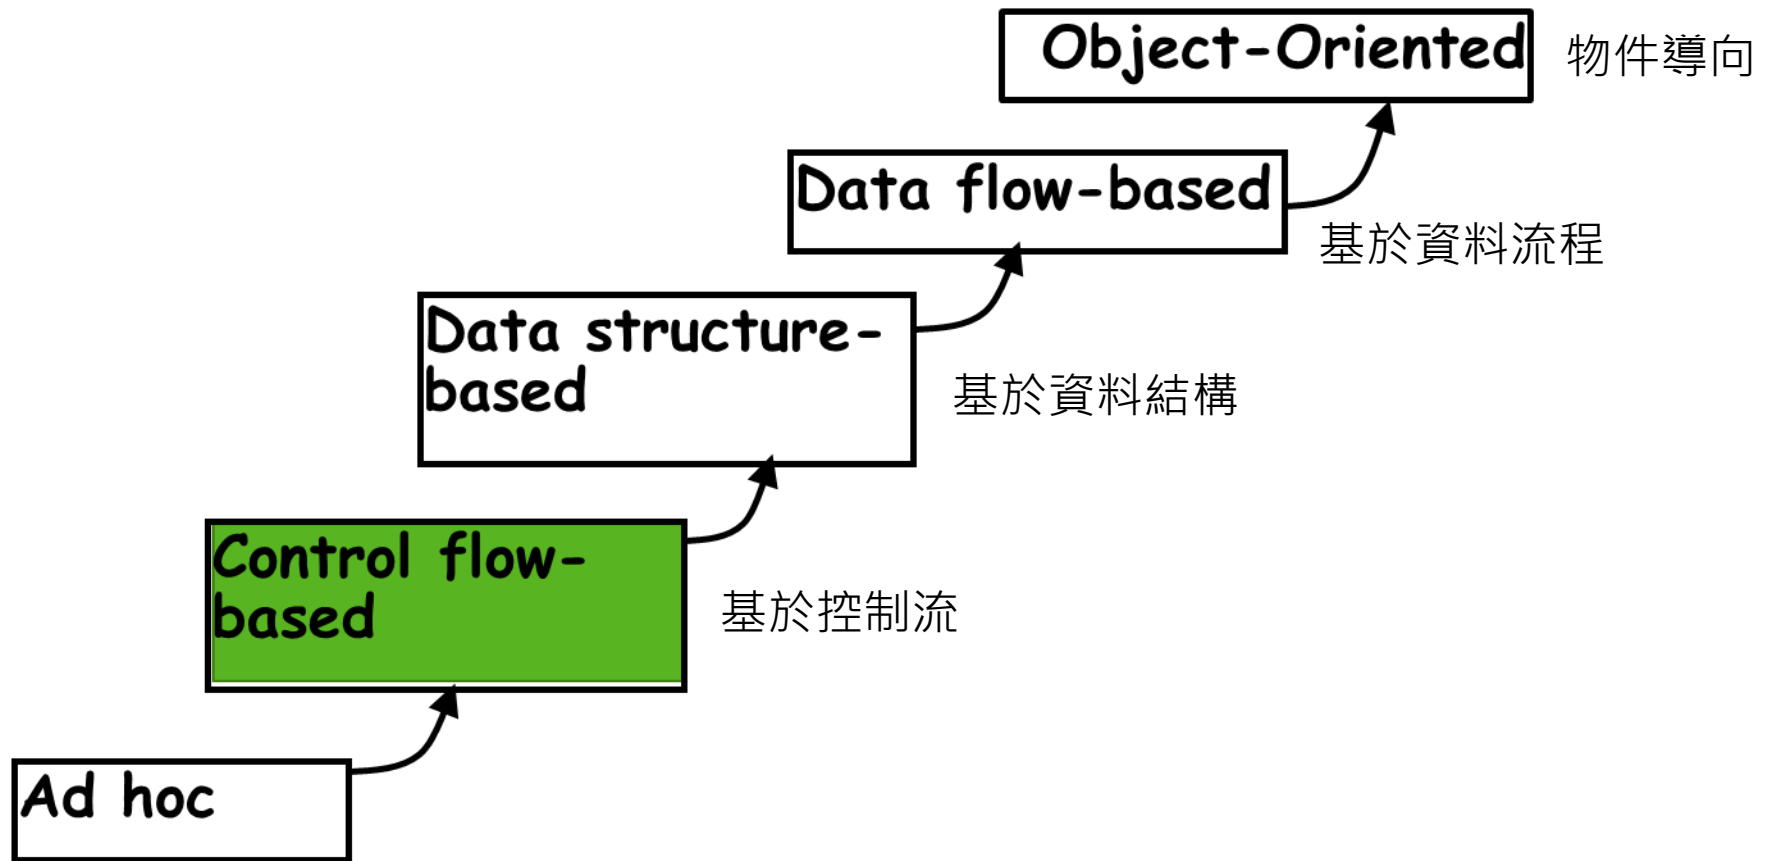 Object-Oriented
物件導向
Data flow-based
基於資料流程
Data structure-
based
基於資料結構
Control flow-
based
基於控制流
Ad hoc